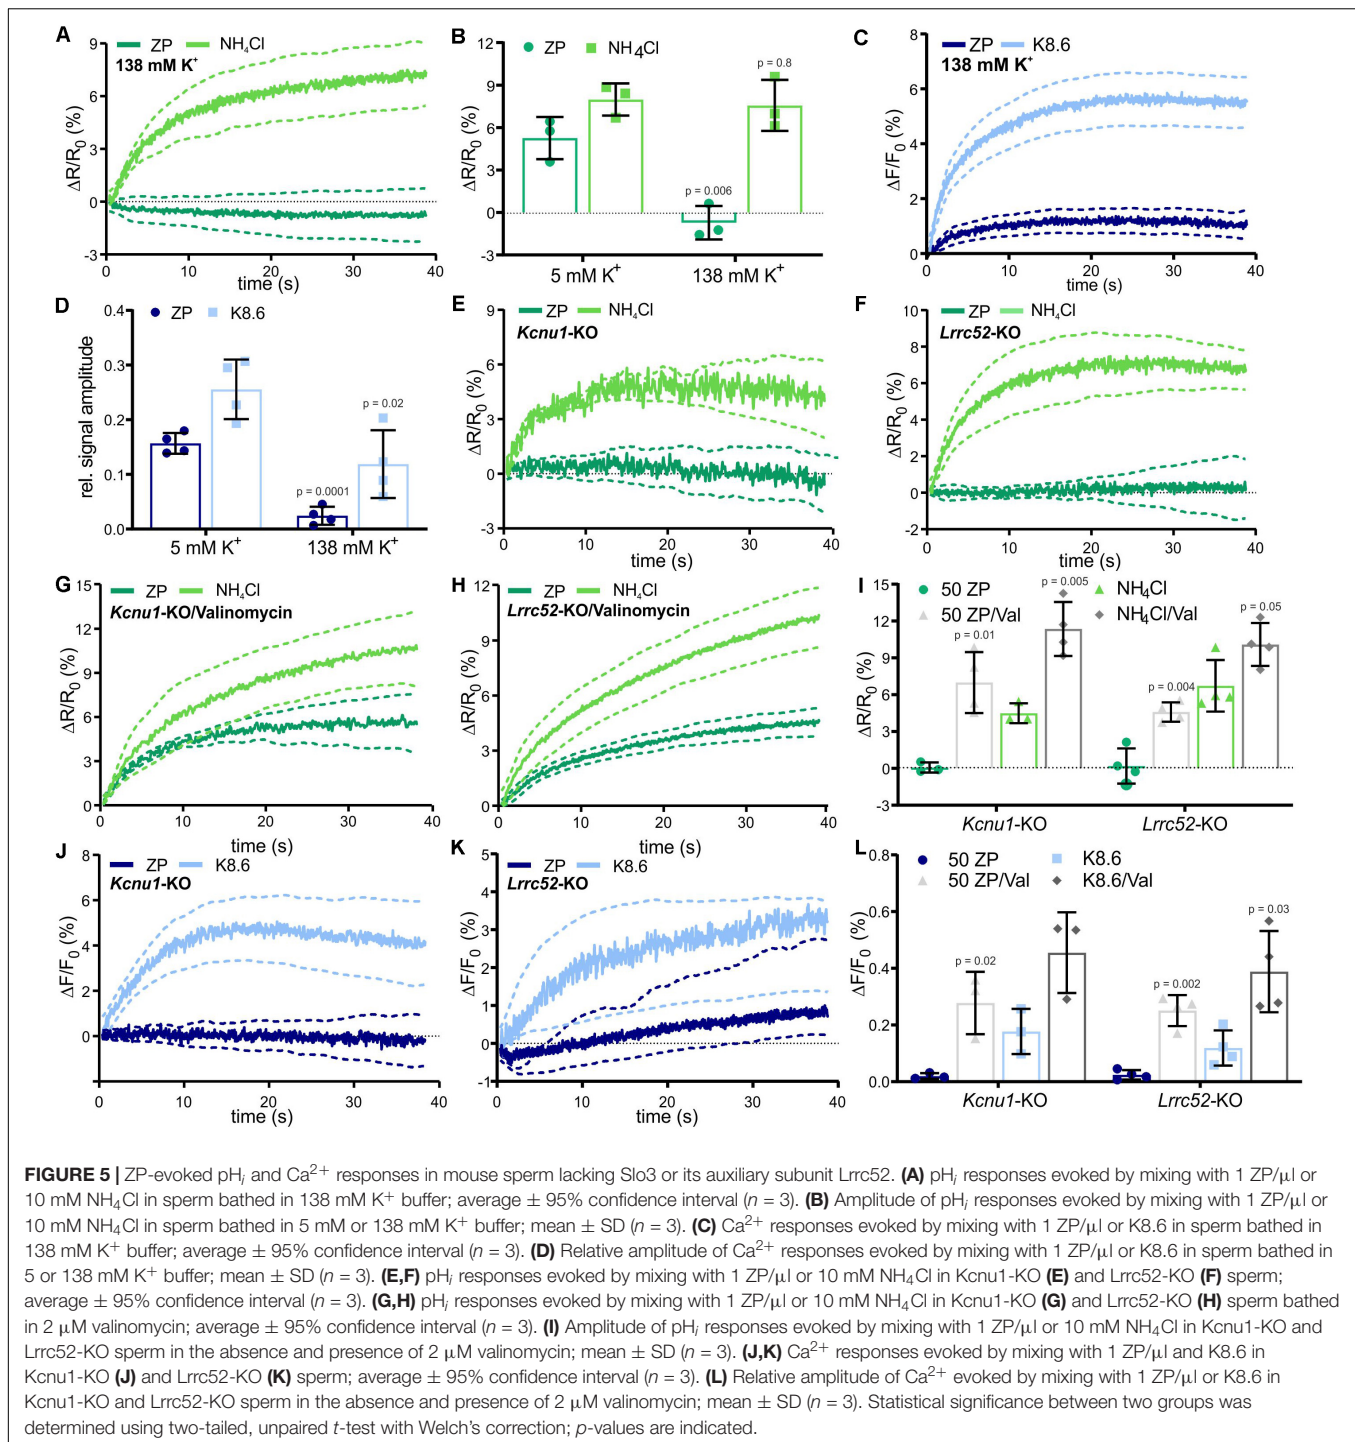 A
ZP
NH4Cl
138 mM K+
ΔR/R0 (%)
9
6
3
0
-3
0
10
20
30
40
time (s)
B
ZP
NH4Cl
ΔR/R0 (%)
12
9
6
3
0
-3
p = 0.006
p = 0.8
5 mM K+
138 mM K+
C
ZP
K8.6
138 mM K+
ΔF/F0 (%)
8
6
4
2
0
0
10
20
30
40
time (s)
D
ZP
K8.6
rel. signal amplitude
0.4
0.3
0.2
0.1
0.0
p = 0.0001
p = 0.02
5 mM K+
138 mM K+
E
ZP
NH4Cl
Kcnu1-KO
ΔR/R0 (%)
9
6
3
0
-3
0
10
20
30
40
time (s)
F
ZP
NH4Cl
Lrrc52-KO
ΔR/R0 (%)
10
8
6
4
2
0
-2
0
10
20
30
40
time (s)
G
ZP
NH4Cl
Kcnu1-KO/Valinomycin
ΔR/R0 (%)
15
12
9
6
3
0
0
10
20
30
40
time (s)
H
ZP
NH4Cl
Lrrc52-KO/Valinomycin
ΔR/R0 (%)
12
9
6
3
0
0
10
20
30
40
time (s)
I
50 ZP
50 ZP/Val
NH4Cl
NH4Cl/Val
ΔR/R0 (%)
15
12
9
6
3
0
-3
p = 0.01
p = 0.005
p = 0.004
p = 0.05
Kcnu1-KO
Lrrc52-KO
J
ZP
K8.6
Kcnu1-KO
ΔF/F0 (%)
8
6
4
2
0
0
10
20
30
40
time (s)
K
ZP
K8.6
Lrrc52-KO
ΔF/F0 (%)
5
4
3
2
1
0
-1
0
10
20
30
40
time (s)
L
50 ZP
50 ZP/Val
K8.6
K8.6/Val
ΔF/F0 (%)
0.8
0.6
0.4
0.2
0.0
p = 0.02
p = 0.002
p = 0.03
Kcnu1-KO
Lrrc52-KO
FIGURE 5 | ZP-evoked pHi and Ca2+ responses in mouse sperm lacking Slo3 or its auxiliary subunit Lrrc52. (A) pHi responses evoked by mixing with 1 ZP/μl or
10 mM NH4Cl in sperm bathed in 138 mM K+ buffer; average ± 95% confidence interval (n = 3). (B) Amplitude of pHi responses evoked by mixing with 1 ZP/μl or
10 mM NH4Cl in sperm bathed in 5 mM or 138 mM K+ buffer; mean ± SD (n = 3). (C) Ca2+ responses evoked by mixing with 1 ZP/μl or K8.6 in sperm bathed in
138 mM K+ buffer; average ± 95% confidence interval (n = 3). (D) Relative amplitude of Ca2+ responses evoked by mixing with 1 ZP/μl or K8.6 in sperm bathed in
5 or 138 mM K+ buffer; mean ± SD (n = 3). (E,F) pHi responses evoked by mixing with 1 ZP/μl or 10 mM NH4Cl in Kcnu1-KO (E) and Lrrc52-KO (F) sperm;
average ± 95% confidence interval (n = 3). (G,H) pHi responses evoked by mixing with 1 ZP/μl or 10 mM NH4Cl in Kcnu1-KO (G) and Lrrc52-KO (H) sperm bathed
in 2 μM valinomycin; average ± 95% confidence interval (n = 3). (I) Amplitude of pHi responses evoked by mixing with 1 ZP/μl or 10 mM NH4Cl in Kcnu1-KO and
Lrrc52-KO sperm in the absence and presence of 2 μM valinomycin; mean ± SD (n = 3). (J,K) Ca2+ responses evoked by mixing with 1 ZP/μl and K8.6 in
Kcnu1-KO (J) and Lrrc52-KO (K) sperm; average ± 95% confidence interval (n = 3). (L) Relative amplitude of Ca2+ evoked by mixing with 1 ZP/μl or K8.6 in
Kcnu1-KO and Lrrc52-KO sperm in the absence and presence of 2 μM valinomycin; mean ± SD (n = 3). Statistical significance between two groups was
determined using two-tailed, unpaired t-test with Welch's correction; p-values are indicated.